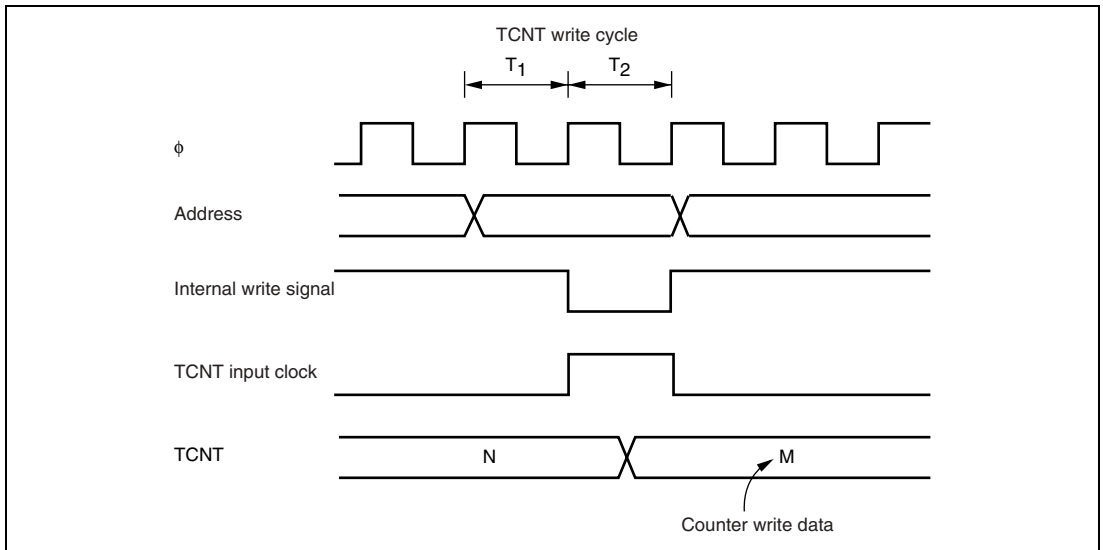 TCNT write cycle
T1 T2
ϕ
Address
Internal write signal
TCNT input clock
TCNT N M
Counter write data